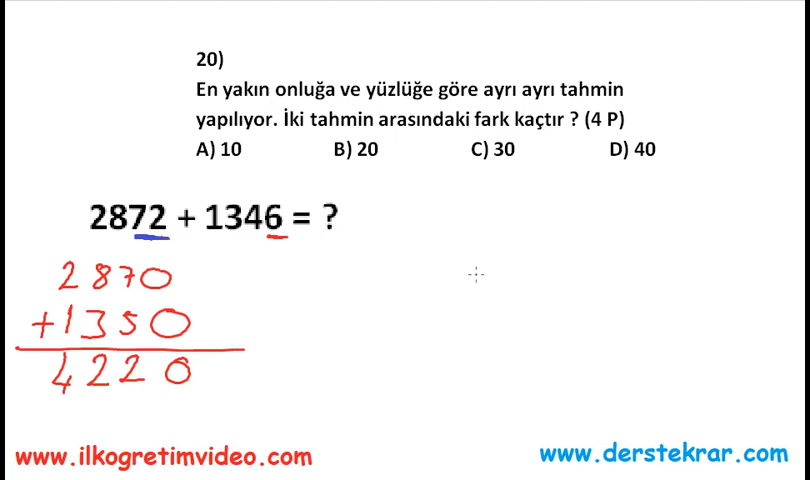 20)
En yakın onluğa ve yüzlüğe göre ayrı ayrı tahmin
yapılıyor. İki tahmin arasındaki fark kaçtır ? (4 P)
A) 10 B) 20 C) 30 D) 40
2872 + 1346 = ?
2870
+1350
4220
www.ilkogretimvideo.com
www.derstekrar.com